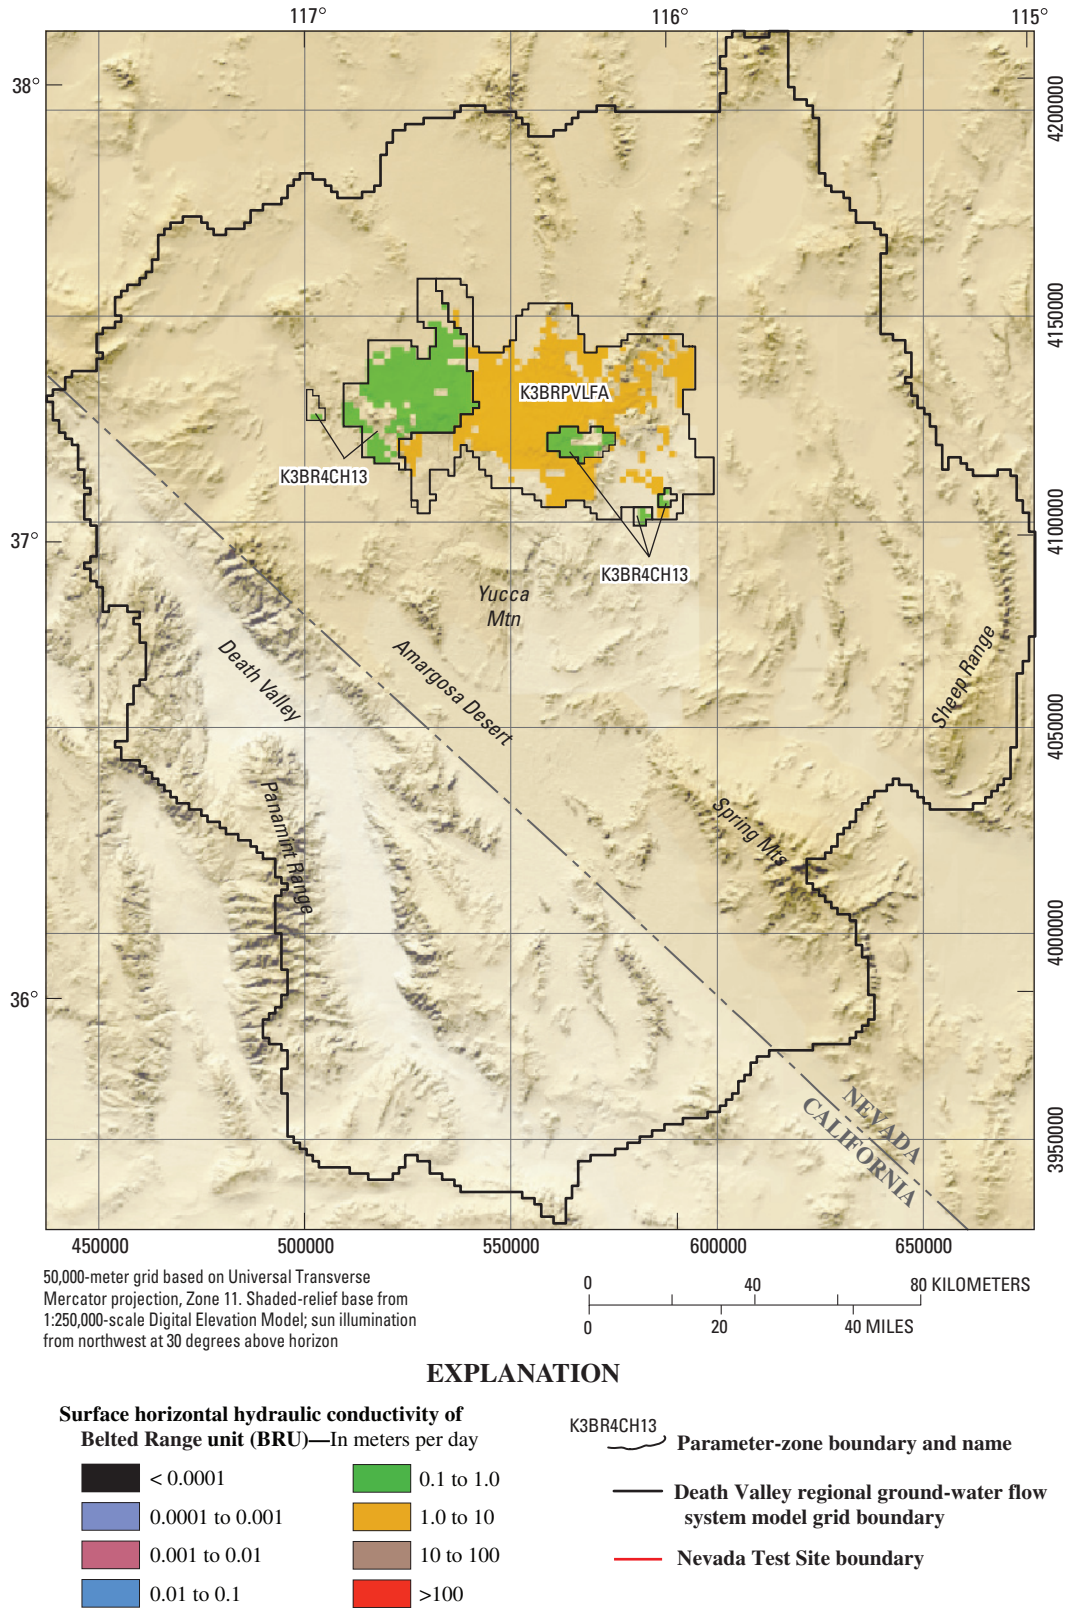 117°
116°
115°
38°
37°
36°
4200000
4150000
4100000
4050000
4000000
3950000
K3BRPVLFA
K3BR4CH13
K3BR4CH13
Yucca
Mtn
Death Valley
Amargosa Desert
Sheep Range
Panamint Range
Spring Mts
NEVADA
CALIFORNIA
450000
500000
550000
600000
650000
50,000-meter grid based on Universal Transverse
Mercator projection, Zone 11. Shaded-relief base from
1:250,000-scale Digital Elevation Model; sun illumination
from northwest at 30 degrees above horizon
0 40 80 KILOMETERS
0 20 40 MILES
EXPLANATION
Surface horizontal hydraulic conductivity of
Belted Range unit (BRU)—In meters per day
< 0.0001
0.0001 to 0.001
0.001 to 0.01
0.01 to 0.1
0.1 to 1.0
1.0 to 10
10 to 100
>100
K3BR4CH13
Parameter-zone boundary and name
Death Valley regional ground-water flow
system model grid boundary
Nevada Test Site boundary